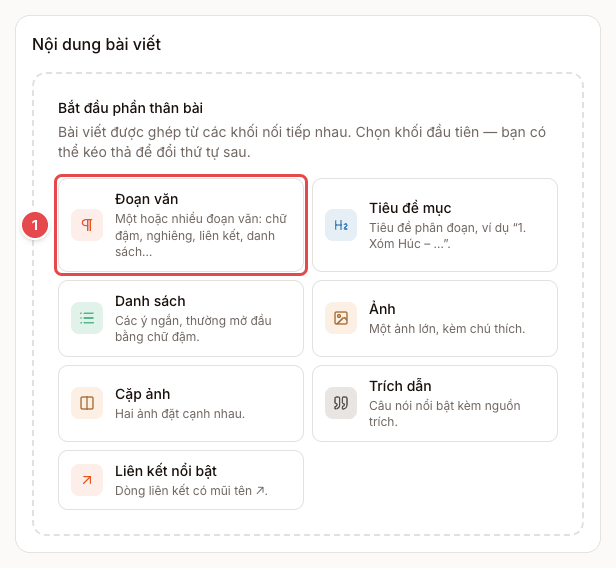 Nội dung bài viết
Bắt đầu phần thân bài
Bài viết được ghép từ các khối nối tiếp nhau. Chọn khối đầu tiên — bạn có
thể kéo thả để đổi thứ tự sau.
1
¶
Đoạn văn
Một hoặc nhiều đoạn văn: chữ
đậm, nghiêng, liên kết, danh
sách...
H2
Tiêu đề mục
Tiêu đề phân đoạn, ví dụ “1.
Xóm Húc – ...”.
Danh sách
Các ý ngắn, thường mở đầu
bằng chữ đậm.
Ảnh
Một ảnh lớn, kèm chú thích.
Cặp ảnh
Hai ảnh đặt cạnh nhau.
Trích dẫn
Câu nói nổi bật kèm nguồn
trích.
Liên kết nổi bật
Dòng liên kết có mũi tên ↗.